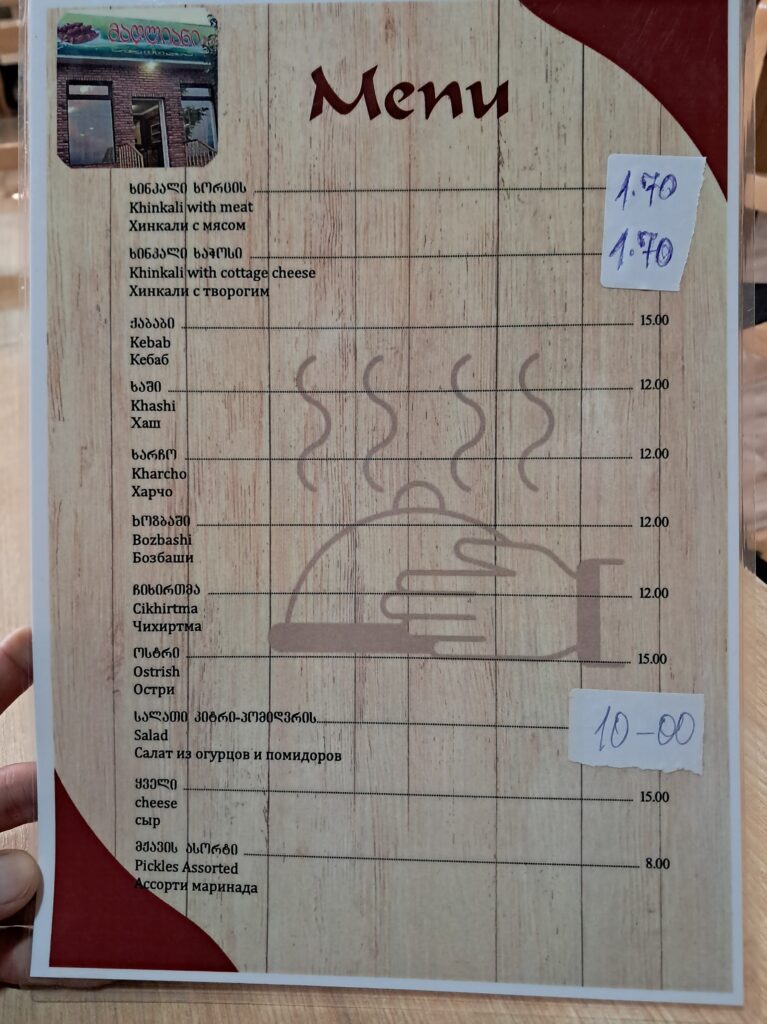 მადლიანი
Menu
ხინკალი ხორცის 1.70
Khinkali with meat
Хинкали с мясом
ხინკალი ხაჭოსი 1.70
Khinkali with cottage cheese
Хинкали с творогим
ქაბაბი 15.00
Kebab
Кебаб
ხაში 12.00
Khashi
Хаш
ხარჩო 12.00
Kharcho
Харчо
ხოზბაში 12.00
Bozbashi
Бозбаши
ჩიხირთმა 12.00
Cikhirtma
Чихиртма
ოსტრი 15.00
Ostrish
Остри
სალათი კიტრი-პომიდვრის 10-00
Salad
Салат из огурцов и помидоров
ყველი 15.00
cheese
сыр
მჟავის ასორტი 8.00
Pickles Assorted
Ассорти маринада